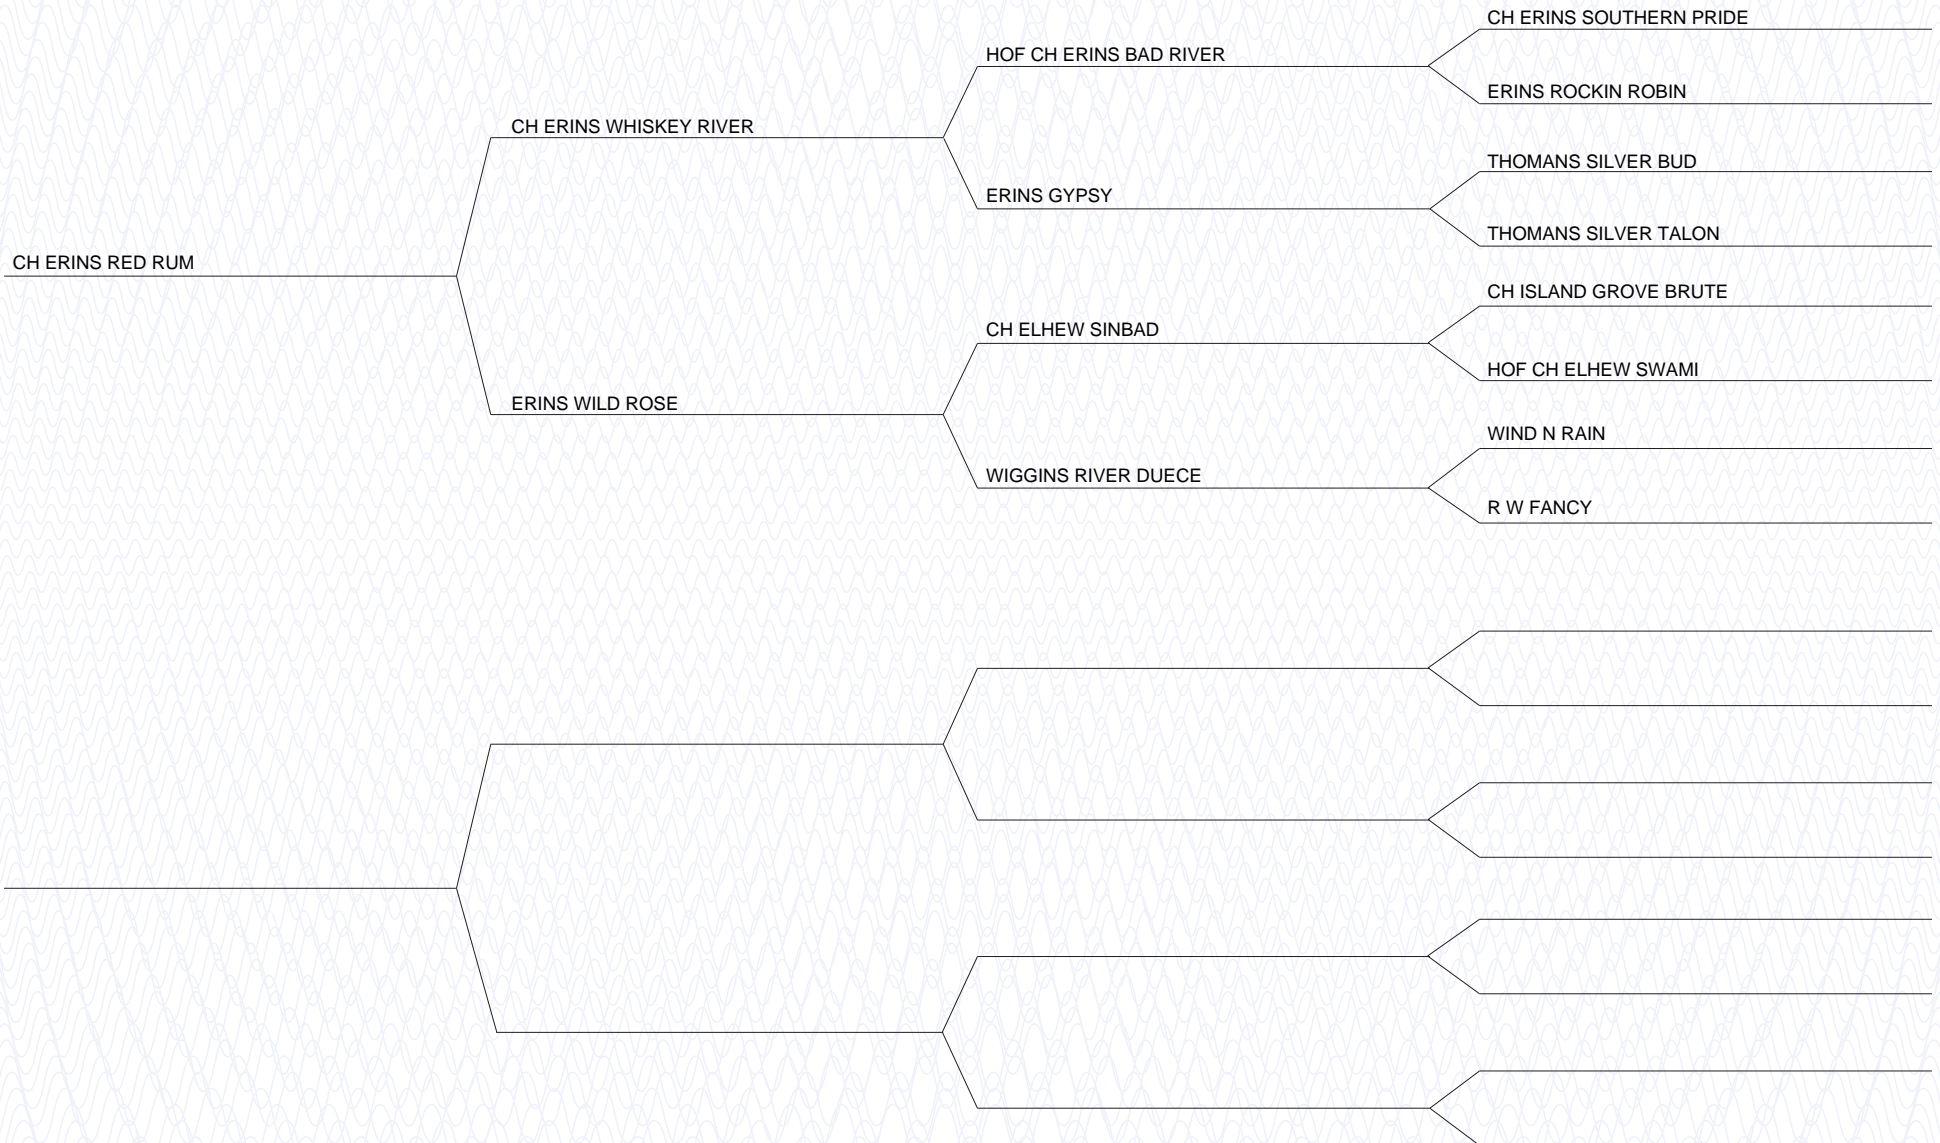 CH ERINS SOUTHERN PRIDE
HOF CH ERINS BAD RIVER
ERINS ROCKIN ROBIN
CH ERINS WHISKEY RIVER
THOMANS SILVER BUD
ERINS GYPSY
THOMANS SILVER TALON
CH ERINS RED RUM
CH ISLAND GROVE BRUTE
CH ELHEW SINBAD
HOF CH ELHEW SWAMI
ERINS WILD ROSE
WIND N RAIN
WIGGINS RIVER DUECE
R W FANCY